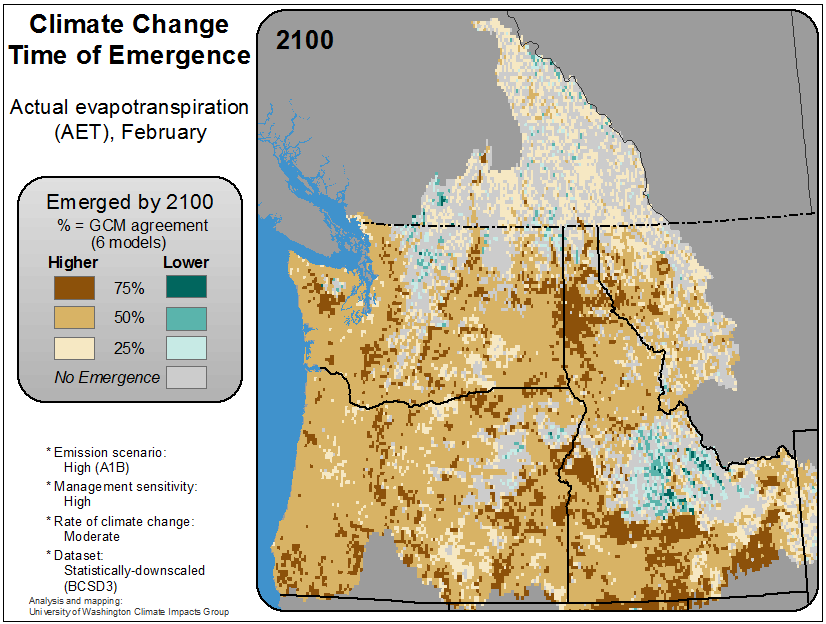 Climate Change
Time of Emergence
Actual evapotranspiration
(AET), February
Emerged by 2100
% = GCM agreement
(6 models)
Higher Lower
75%
50%
25%
No Emergence
* Emission scenario:
High (A1B)
* Management sensitivity:
High
* Rate of climate change:
Moderate
* Dataset:
Statistically-downscaled
(BCSD3)
Analysis and mapping:
University of Washington Climate Impacts Group
2100